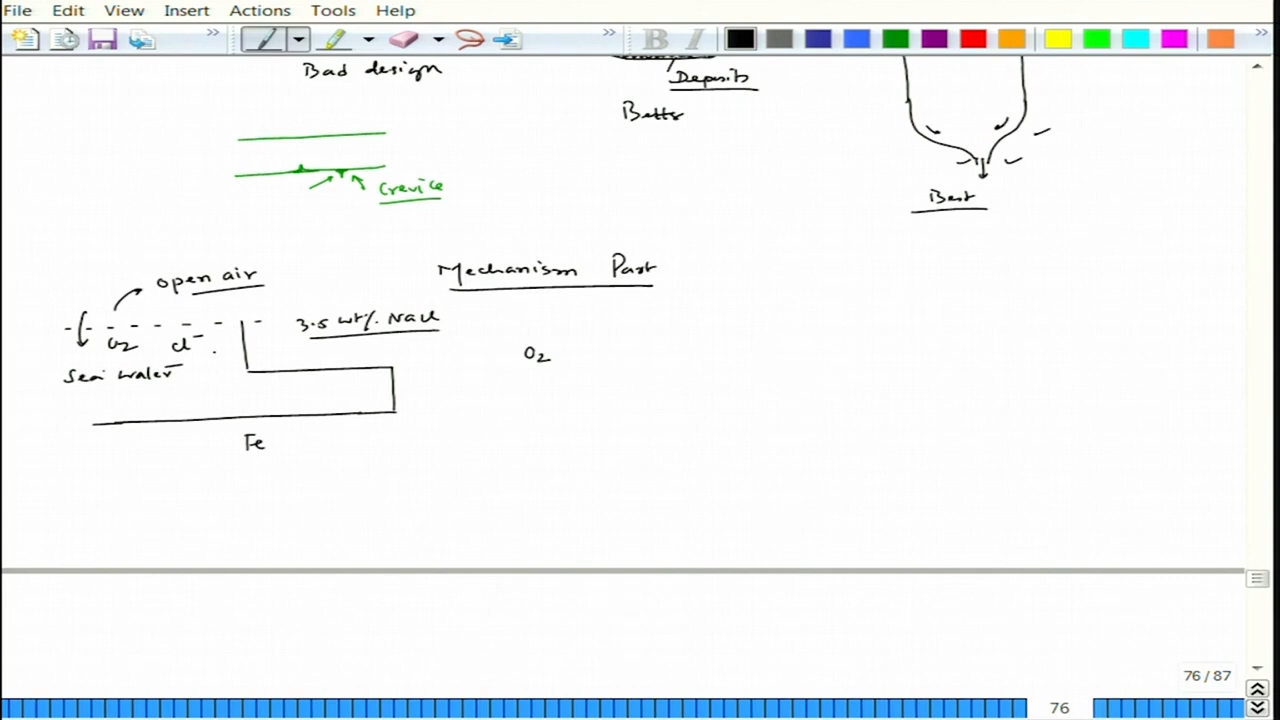 File Edit View Insert Actions Tools Help
B I
Bad design
Deposits
Better
Crevice
Best
Mechanism Part
open air
3.5 wt/. Nacl
O2 cl−
O2
Sea water
Fe
76 / 87
76